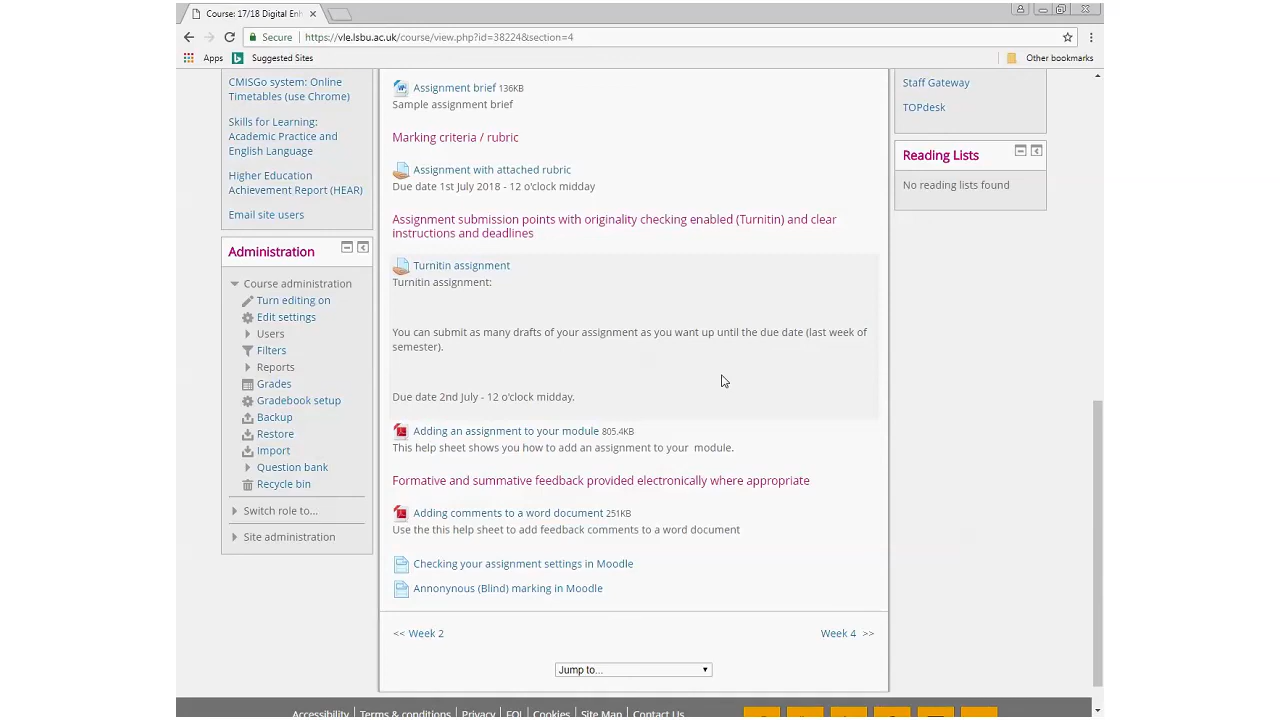 Course: 17/18 Digital Enh
Secure
https://vle.lsbu.ac.uk/course/view.php?id=38224&section=4
Apps
Suggested Sites
Other bookmarks
CMISGo system: Online
Timetables (use Chrome)
Skills for Learning:
Academic Practice and
English Language
Higher Education
Achievement Report (HEAR)
Email site users
Administration
Course administration
Turn editing on
Edit settings
Users
Filters
Reports
Grades
Gradebook setup
Backup
Restore
Import
Question bank
Recycle bin
Switch role to...
Site administration
Assignment brief 136KB
Sample assignment brief
Marking criteria / rubric
Assignment with attached rubric
Due date 1st July 2018 - 12 o'clock midday
Assignment submission points with originality checking enabled (Turnitin) and clear
instructions and deadlines
Turnitin assignment
Turnitin assignment:
You can submit as many drafts of your assignment as you want up until the due date (last week of
semester).
Due date 2nd July - 12 o'clock midday.
Adding an assignment to your module 805.4KB
This help sheet shows you how to add an assignment to your module.
Formative and summative feedback provided electronically where appropriate
Adding comments to a word document 251KB
Use the this help sheet to add feedback comments to a word document
Checking your assignment settings in Moodle
Annonynous (Blind) marking in Moodle
<< Week 2
Week 4 >>
Jump to...
Staff Gateway
TOPdesk
Reading Lists
No reading lists found
Accessibility | Terms & conditions | Privacy | FOI | Cookies | Site Map | Contact Us